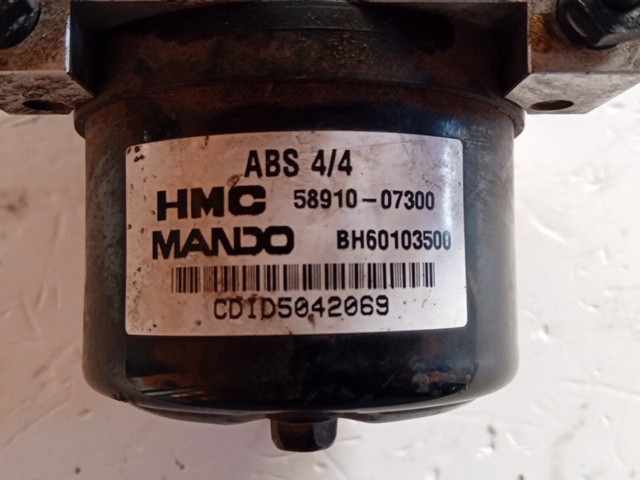 ABS 4/4
HMC 58910-07300
MANDO BH60103500
CDID5042069